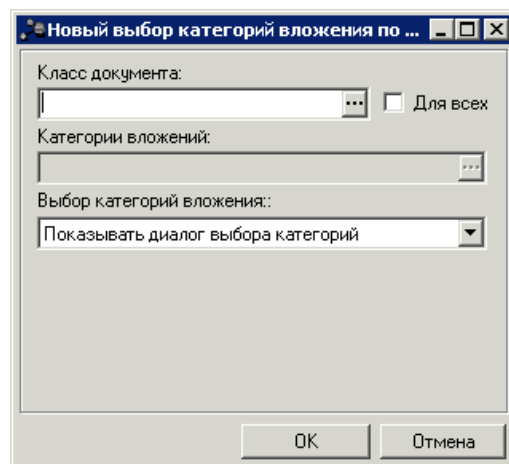 Новый выбор категорий вложения по ...
Класс документа:
... Для всех
Категории вложений:
...
Выбор категорий вложения::
Показывать диалог выбора категорий
OK Отмена